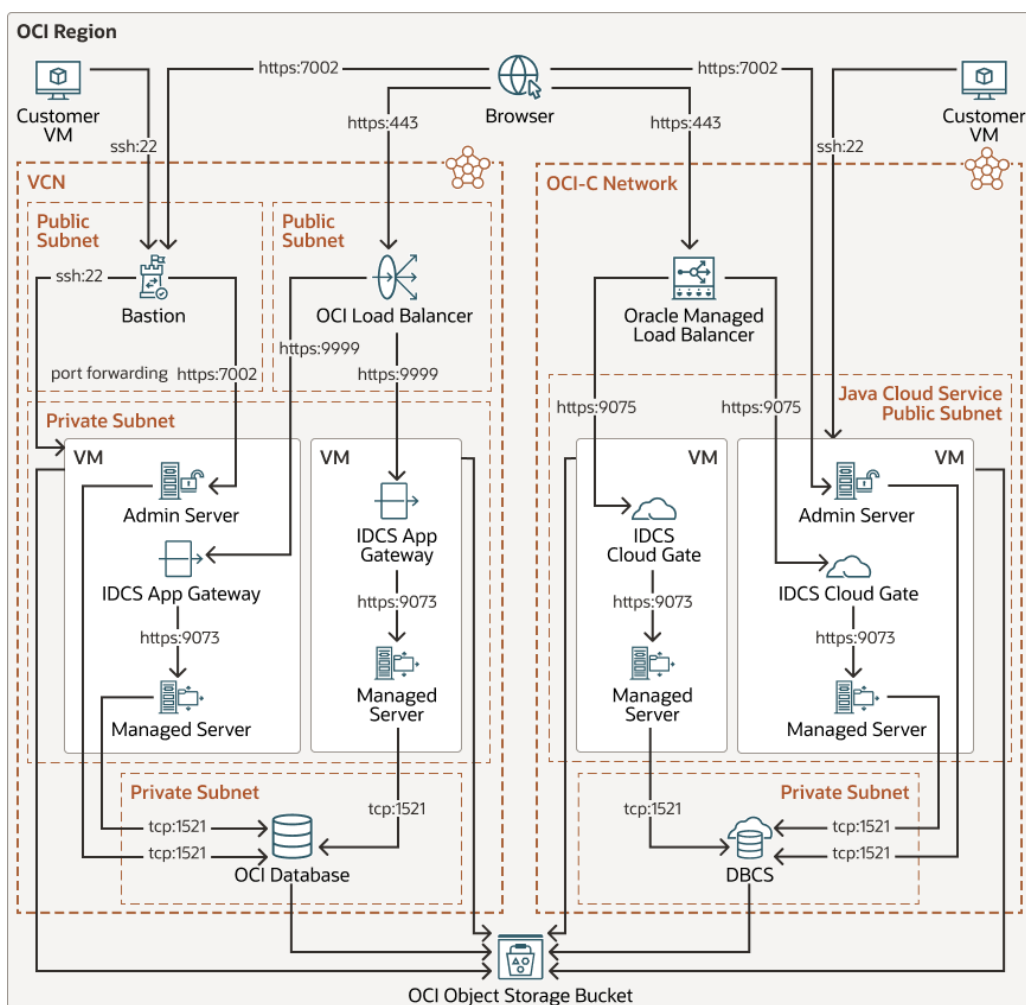 OCI Region
https:7002
https:7002
Customer
VM
Browser
Customer
VM
https:443
https:443
ssh:22
ssh:22
VCN
OCI-C Network
Public
Subnet
Public
Subnet
ssh:22
Bastion
OCI Load Balancer
Oracle Managed
Load Balancer
https:9999
port forwarding
https:7002
https:9999
Java Cloud Service
Public Subnet
https:9075
https:9075
Private Subnet
VM
VM
VM
VM
Admin Server
IDCS App
Gateway
IDCS
Cloud Gate
Admin Server
IDCS App Gateway
IDCS Cloud Gate
https:9073
https:9073
https:9073
https:9073
Managed Server
Managed
Server
Managed
Server
Managed Server
Private Subnet
Private Subnet
tcp:1521
tcp:1521
tcp:1521
tcp:1521
tcp:1521
tcp:1521
OCI Database
DBCS
OCI Object Storage Bucket